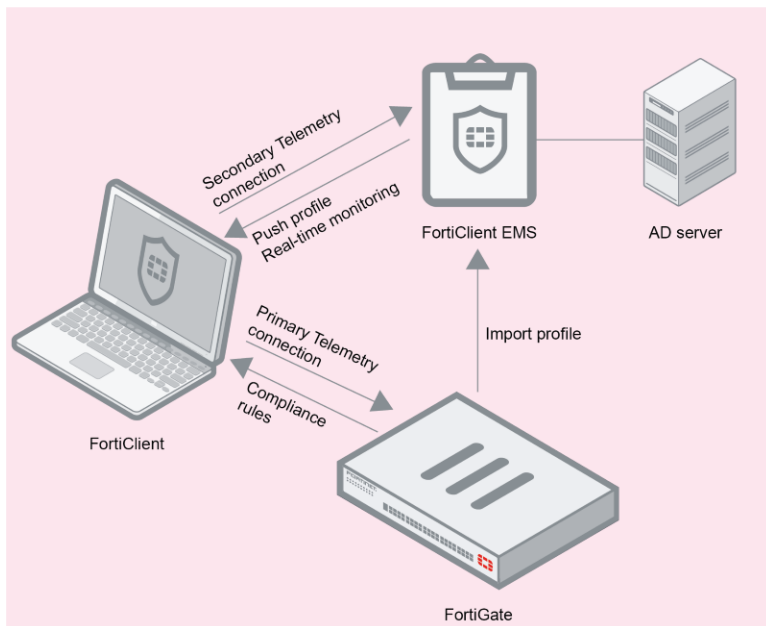 Secondary Telemetry
connection
Push profile
Real-time monitoring
FortiClient EMS
AD server
Primary Telemetry
connection
Compliance
rules
Import profile
FortiClient
FORTINET
FortiGate